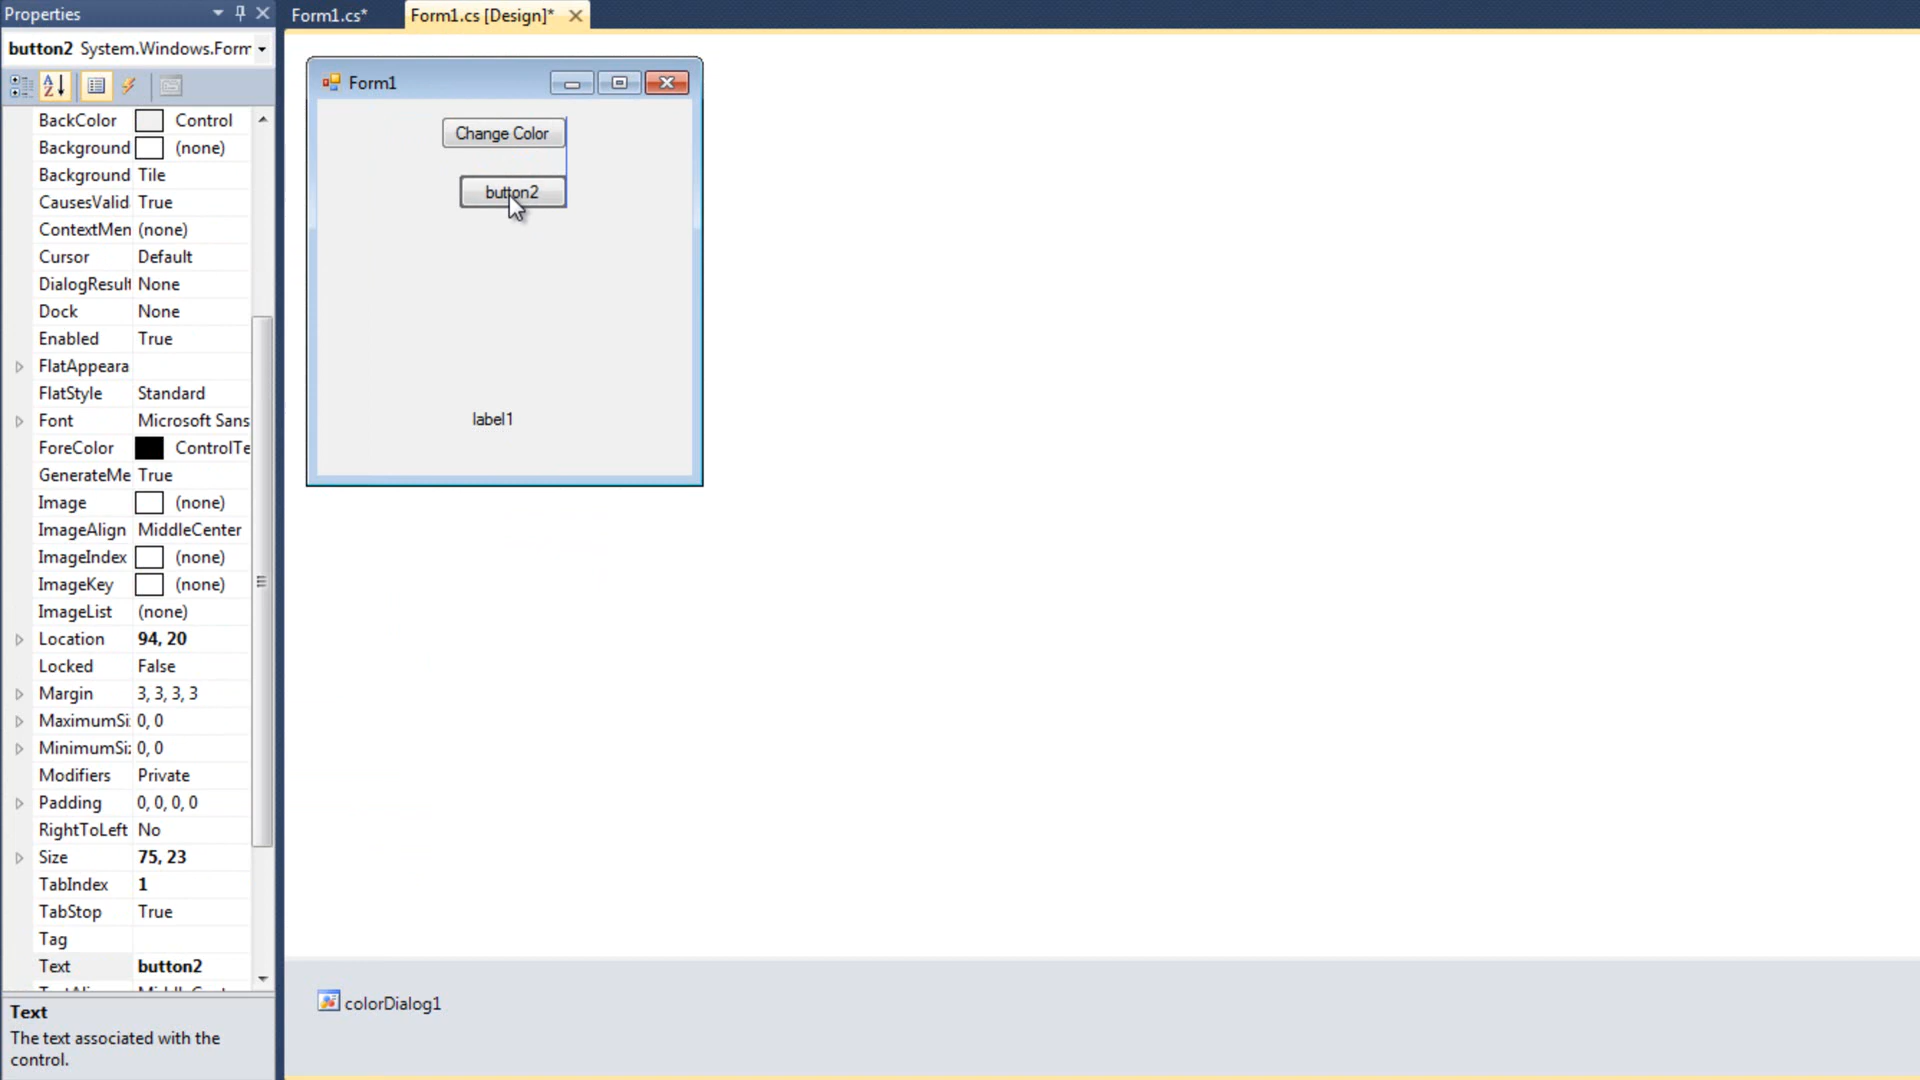 Properties
Form1.cs*
Form1.cs [Design]*
button2 System.Windows.Form
Form1
BackColor Control
Background (none)
Background Tile
CausesValid True
ContextMen (none)
Cursor Default
DialogResult None
Dock None
Enabled True
FlatAppeara
FlatStyle Standard
Font Microsoft Sans
ForeColor ControlTe
GenerateMe True
Image (none)
ImageAlign MiddleCenter
ImageIndex (none)
ImageKey (none)
ImageList (none)
Location 94, 20
Locked False
Margin 3, 3, 3, 3
MaximumSi: 0, 0
MinimumSi: 0, 0
Modifiers Private
Padding 0, 0, 0, 0
RightToLeft No
Size 75, 23
TabIndex 1
TabStop True
Tag
Text button2
Text
The text associated with the
control.
Change Color
button2
label1
colorDialog1